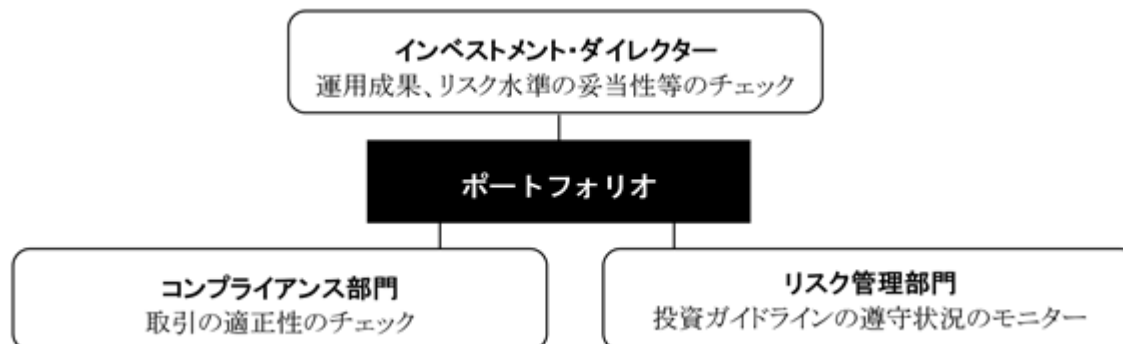 インベストメント・ダイレクター
運用成果、リスク水準の妥当性等のチェック
ポートフォリオ
コンプライアンス部門
取引の適正性のチェック
リスク管理部門
投資ガイドラインの遵守状況のモニター